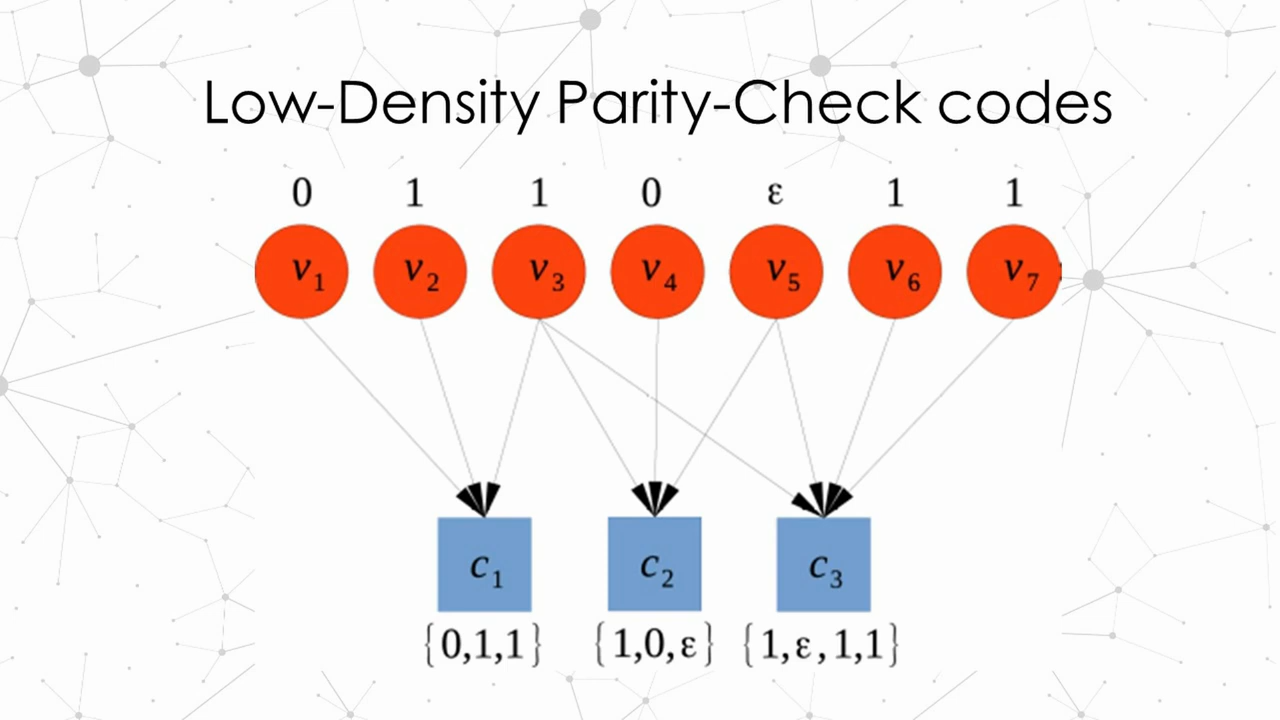 Low-Density Parity-Check codes
0 1 1 0 ε 1 1
v1 v2 v3 v4 v5 v6 v7
c1 c2 c3
{0,1,1} {1,0,ε} {1,ε,1,1}